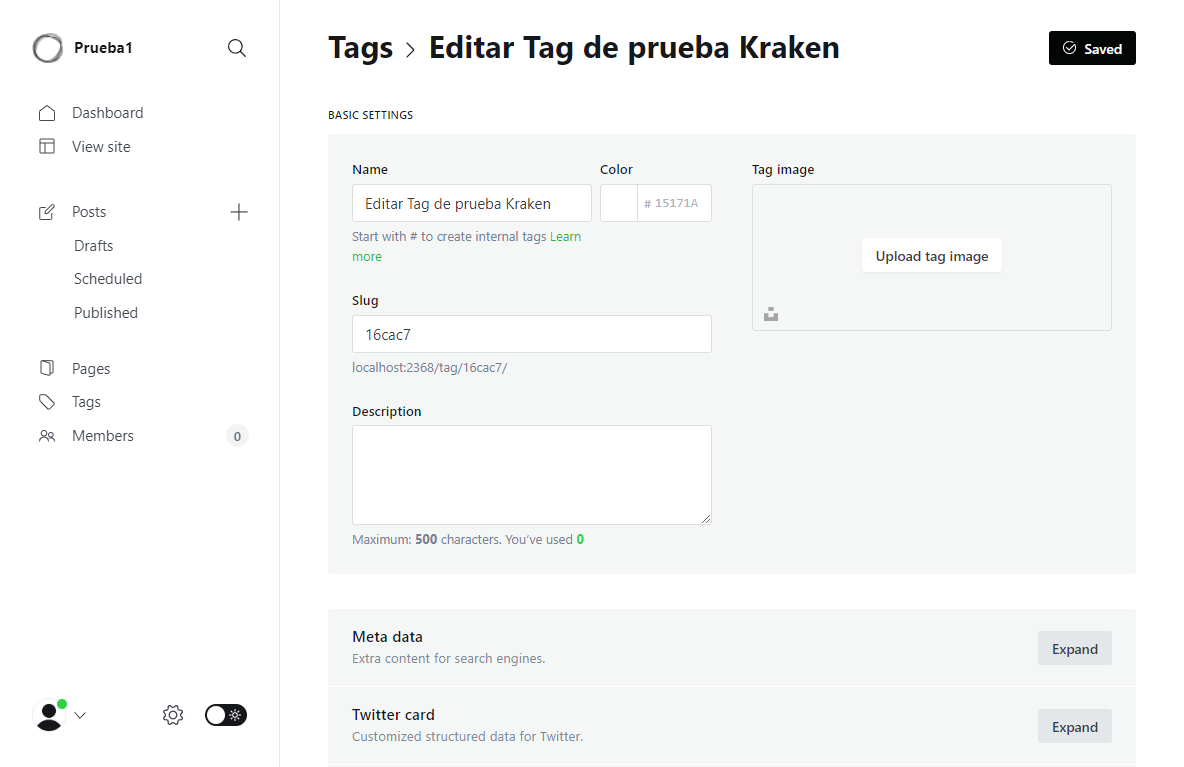 Prueba1
Dashboard
View site
Posts
Drafts
Scheduled
Published
Pages
Tags
Members
0
Tags > Editar Tag de prueba Kraken
Saved
BASIC SETTINGS
Name
Color
Tag image
Editar Tag de prueba Kraken
# 15171A
Start with # to create internal tags Learn
more
Upload tag image
Slug
16cac7
localhost:2368/tag/16cac7/
Description
Maximum: 500 characters. You’ve used 0
Meta data
Extra content for search engines.
Expand
Twitter card
Customized structured data for Twitter.
Expand